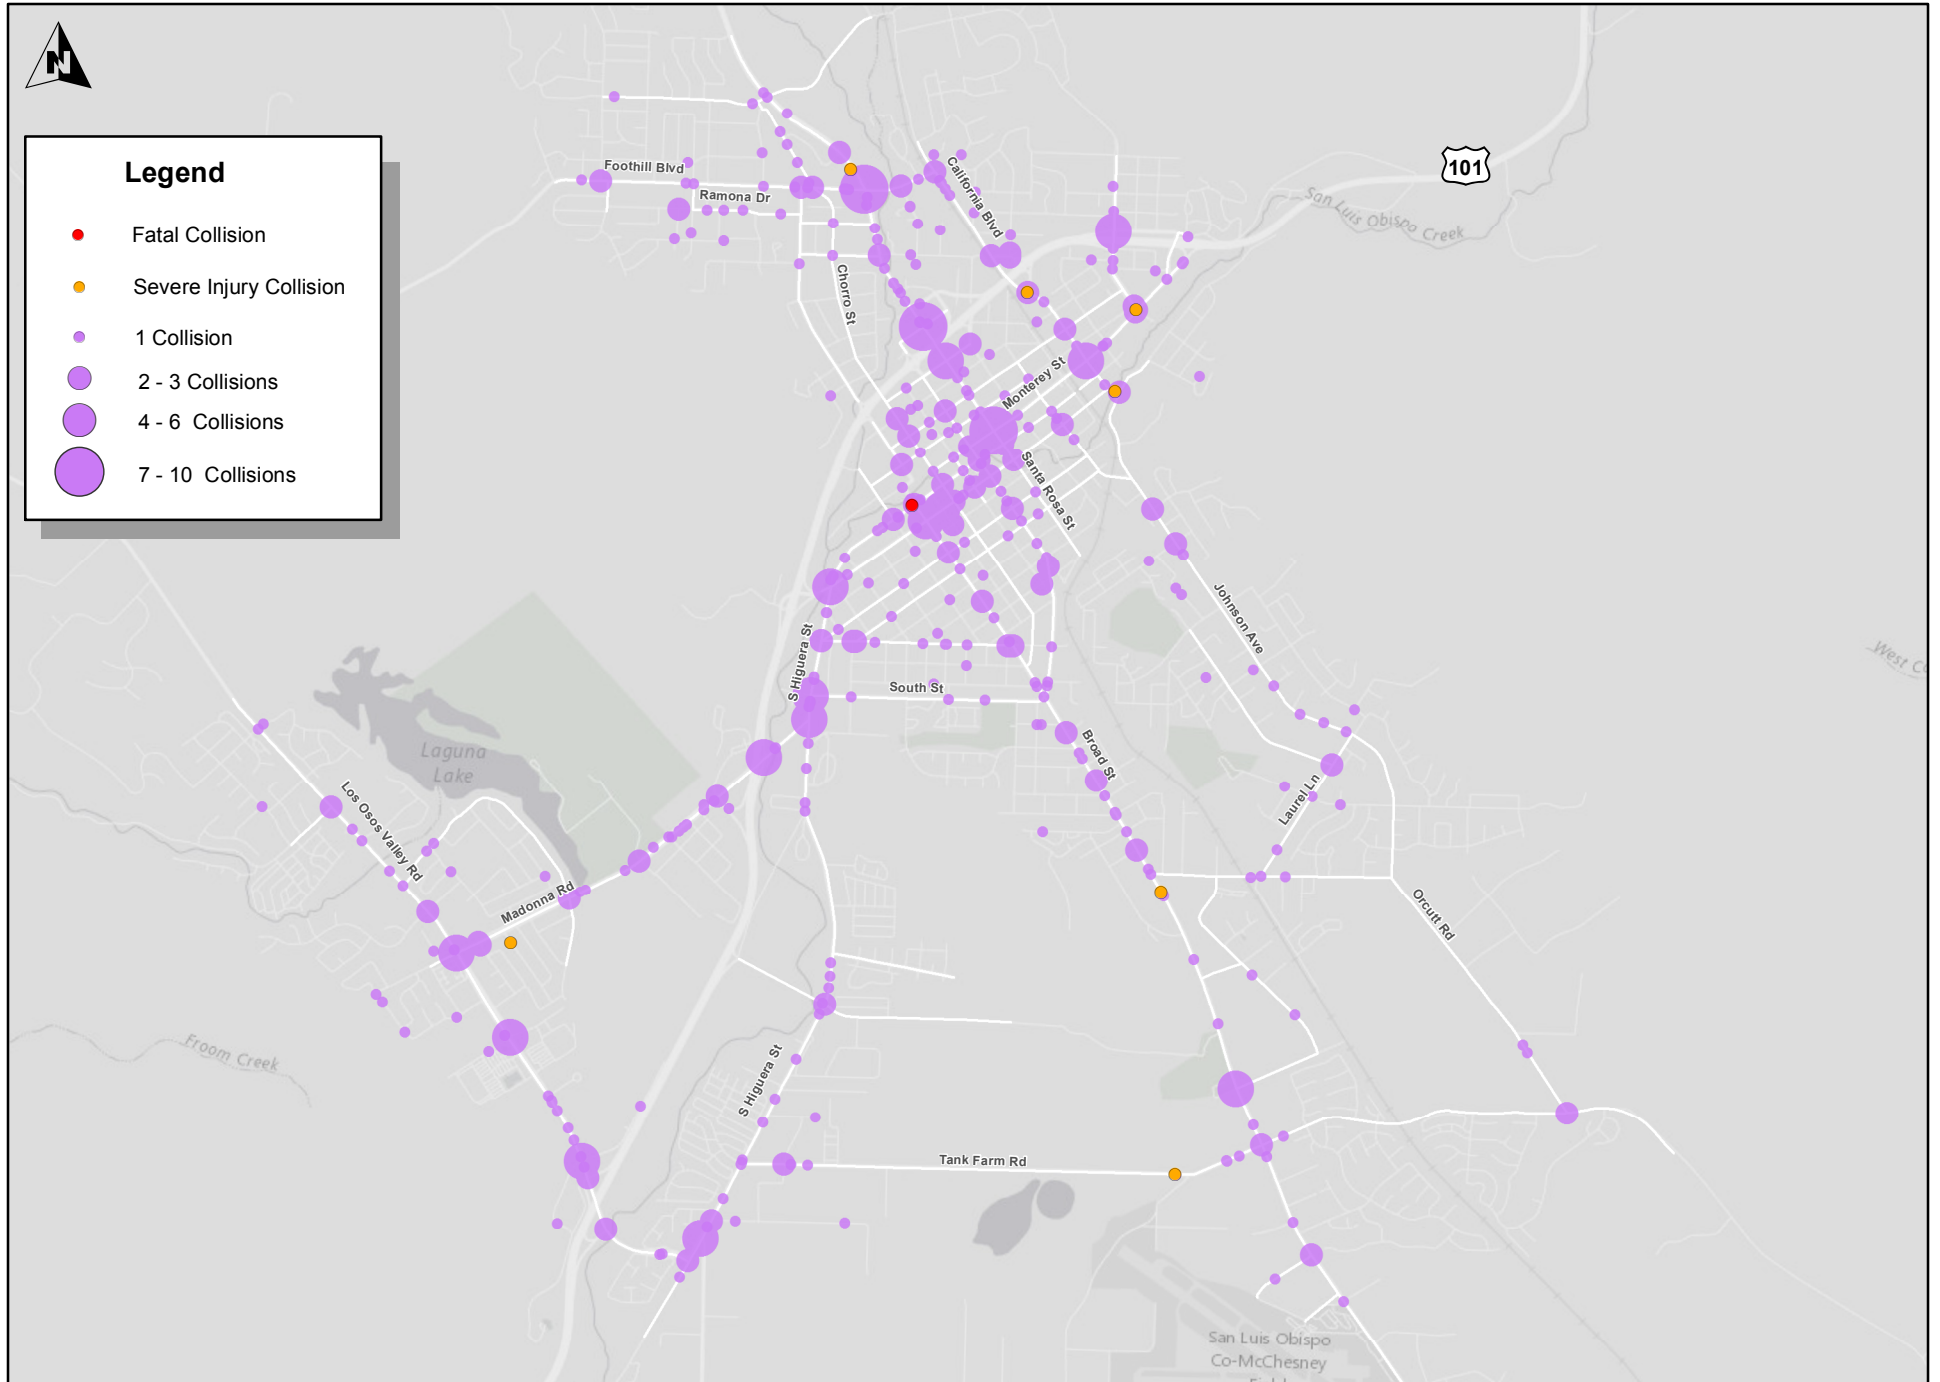 N
Legend
Fatal Collision
Severe Injury Collision
1 Collision
2 - 3 Collisions
4 - 6 Collisions
7 - 10 Collisions
101
Foothill Blvd
Ramona Dr
California Blvd
San Luis Obispo Creek
Chorro St
Monterey St
Santa Rosa St
Johnson Ave
West
S Higuera St
South St
Broad St
Laguna
Lake
Los Osos Valley Rd
Laurel Ln
Madonna Rd
Orcutt Rd
Froom Creek
S Higuera St
Tank Farm Rd
San Luis Obispo
Co-McChesney